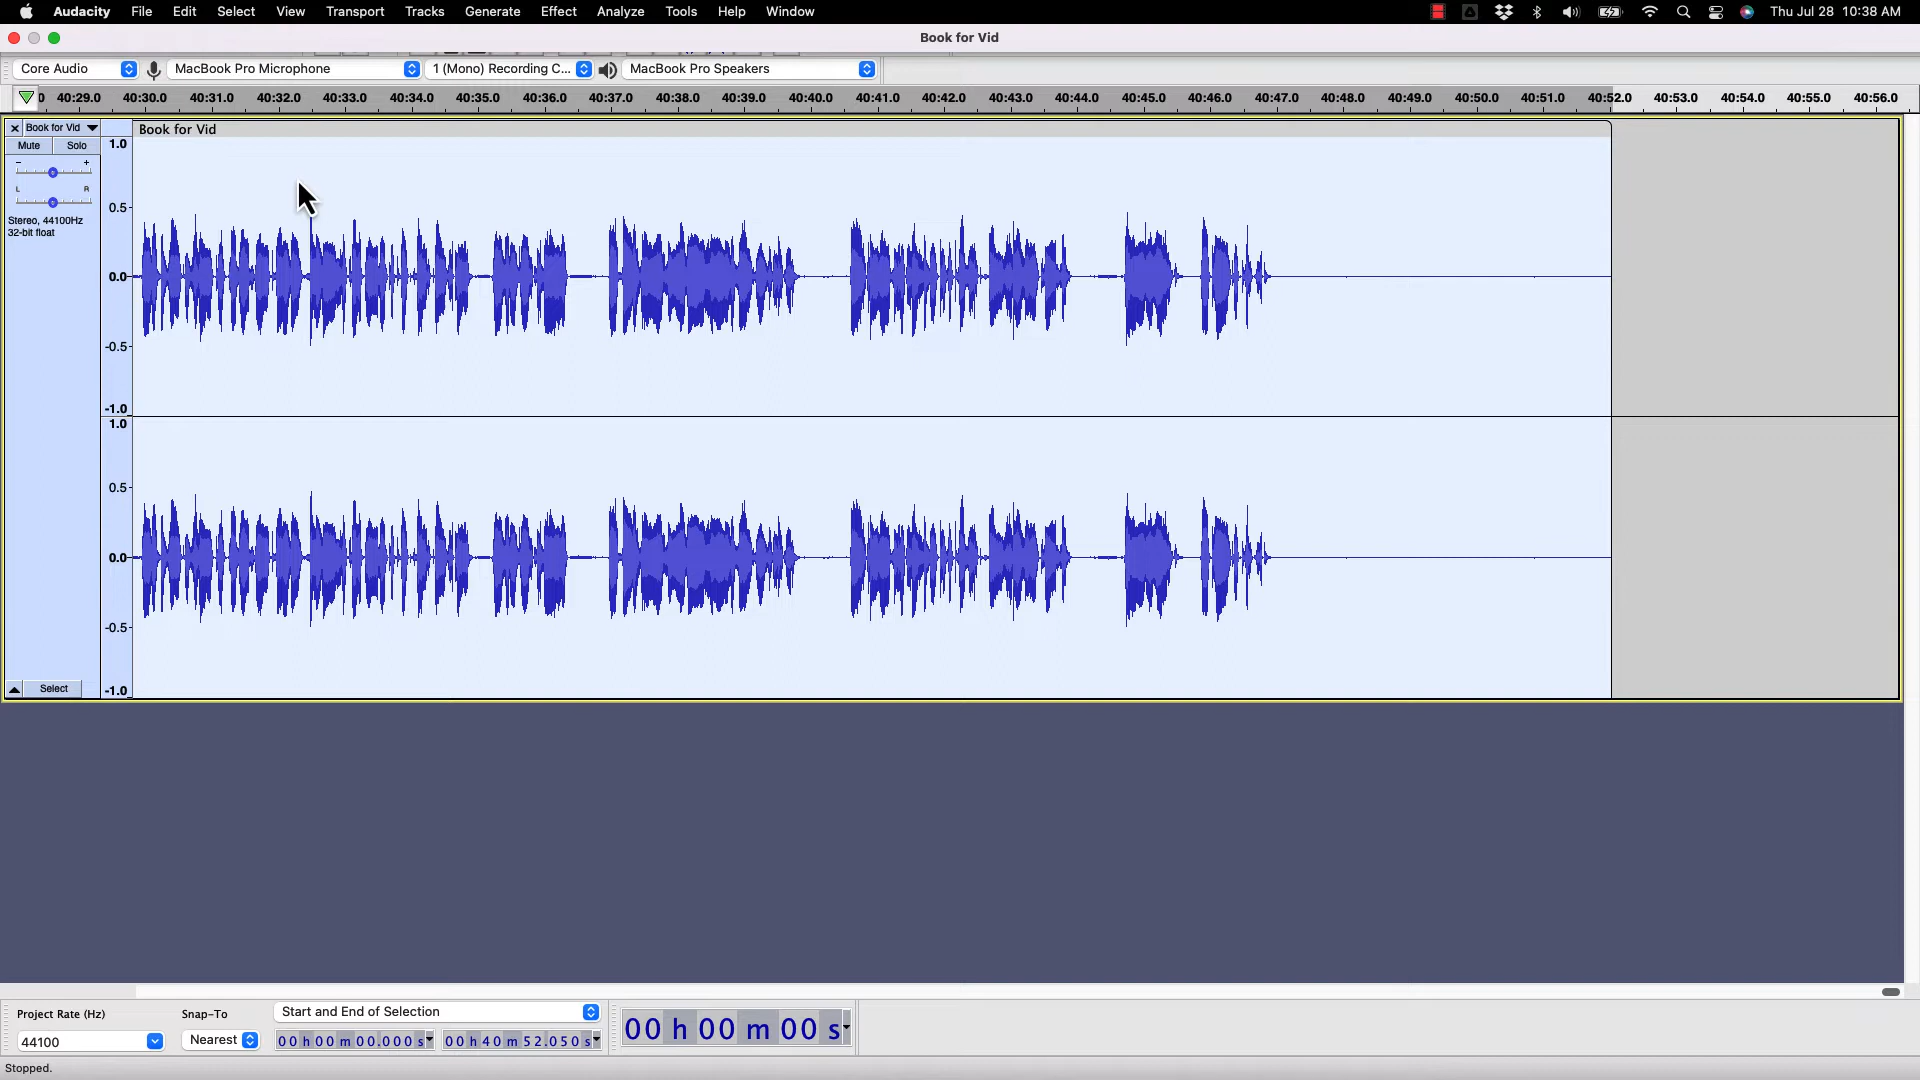 Audacity File Edit Select View Transport Tracks Generate Effect Analyze Tools Help Window Thu Jul 28 10:38 AM
Book for Vid
Core Audio MacBook Pro Microphone 1 (Mono) Recording C... MacBook Pro Speakers
0 40:29.0 40:30.0 40:31.0 40:32.0 40:33.0 40:34.0 40:35.0 40:36.0 40:37.0 40:38.0 40:39.0 40:40.0 40:41.0 40:42.0 40:43.0 40:44.0 40:45.0 40:46.0 40:47.0 40:48.0 40:49.0 40:50.0 40:51.0 40:52.0 40:53.0 40:54.0 40:55.0 40:56.0
Book for Vid Book for Vid
Mute Solo 1.0
- +
L R
0.5
Stereo, 44100Hz
32-bit float
0.0
-0.5
-1.0
1.0
0.5
0.0
-0.5
Select -1.0
Project Rate (Hz) Snap-To Start and End of Selection
44100 Nearest 00 h 00 m 00.000 s 00 h 40 m 52.050 s 00 h 00 m 00 s
Stopped.